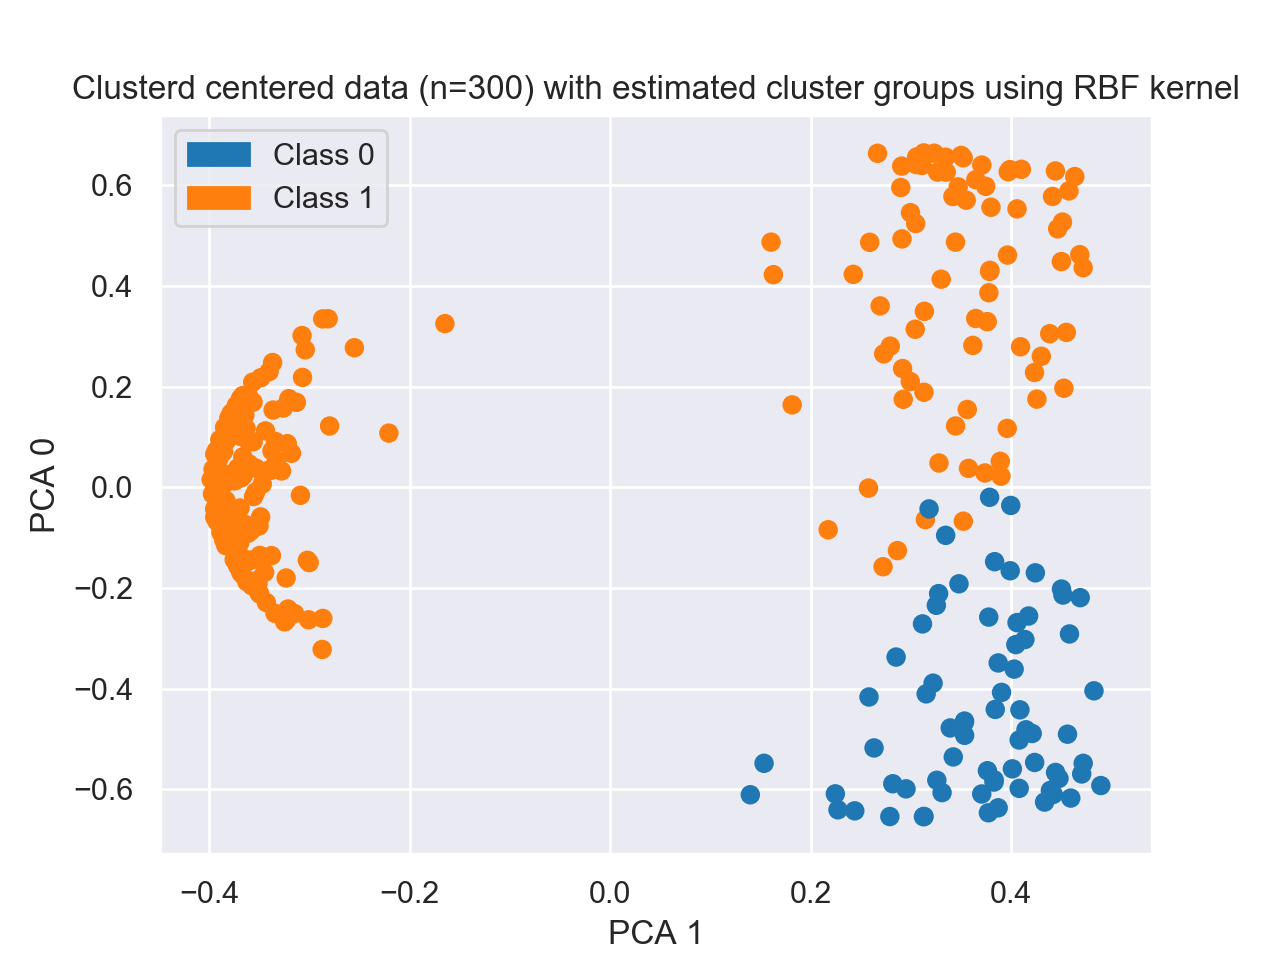 Clusterd centered data (n=300) with estimated cluster groups using RBF kernel
Class 0
Class 1
0.6
0.4
0.2
0.0
−0.2
−0.4
−0.6
PCA 0
−0.4
−0.2
0.0
0.2
0.4
PCA 1